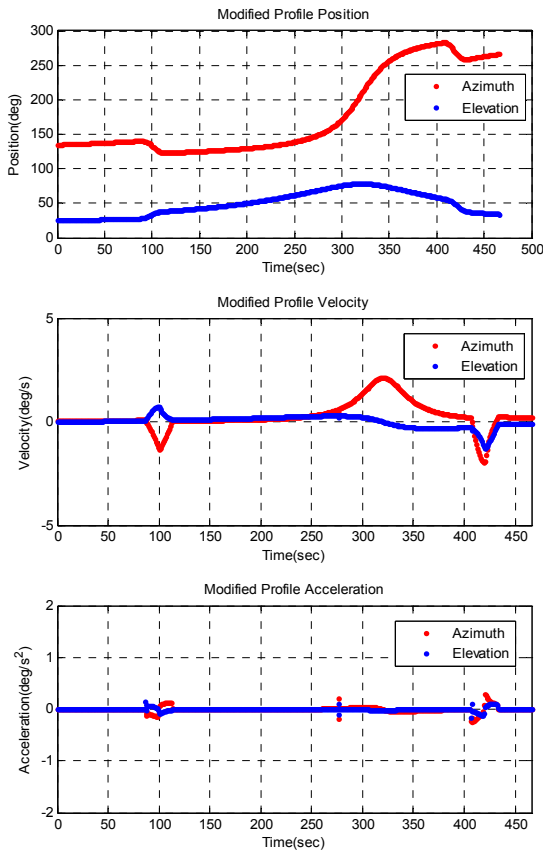 Modified Profile Position
300
250
200
150
100
50
0
Position(deg)
Azimuth
Elevation
0 50 100 150 200 250 300 350 400 450 500
Time(sec)
Modified Profile Velocity
5
0
-5
Velocity(deg/s)
Azimuth
Elevation
0 50 100 150 200 250 300 350 400 450
Time(sec)
Modified Profile Acceleration
2
1
0
-1
-2
Acceleration(deg/s²)
Azimuth
Elevation
0 50 100 150 200 250 300 350 400 450
Time(sec)